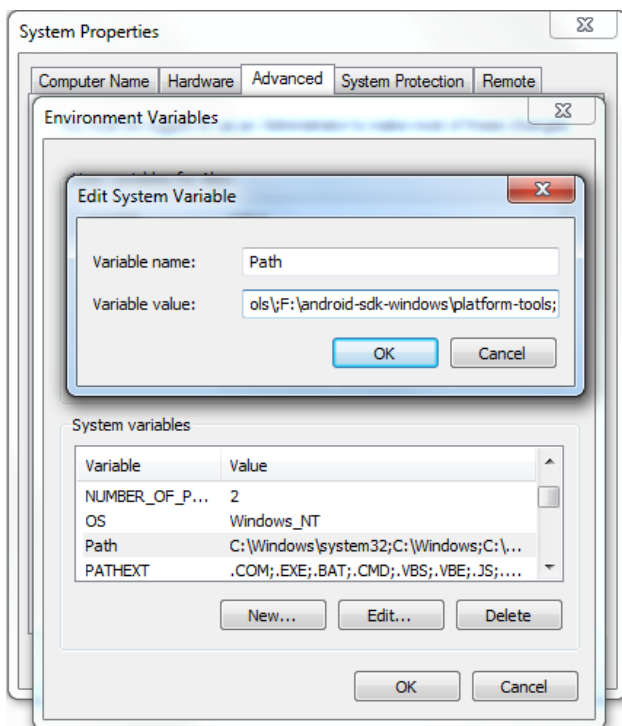 System Properties
Computer Name Hardware Advanced System Protection Remote
Environment Variables
Edit System Variable
Variable name: Path
Variable value: ols\;F:\android-sdk-windows\platform-tools;
OK Cancel
System variables
Variable Value
NUMBER_OF_P... 2
OS Windows_NT
Path C:\Windows\system32;C:\Windows;C:\...
PATHEXT .COM;.EXE;.BAT;.CMD;.VBS;.VBE;.JS;....
New... Edit... Delete
OK Cancel